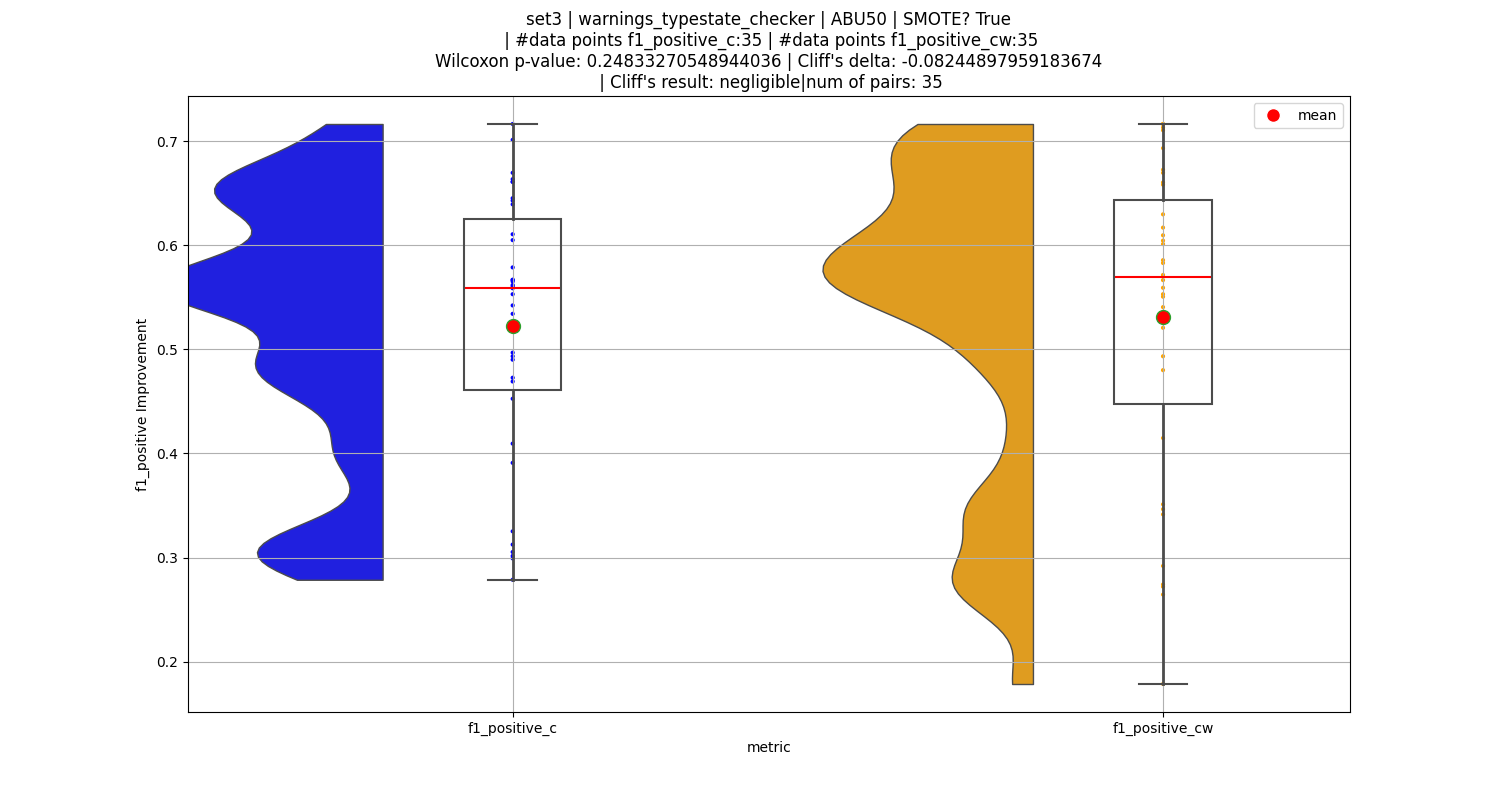 set3 | warnings_typestate_checker | ABU50 | SMOTE? True
| #data points f1_positive_c:35 | #data points f1_positive_cw:35
Wilcoxon p-value: 0.24833270548944036 | Cliff's delta: -0.08244897959183674
| Cliff's result: negligible|num of pairs: 35
mean
0.7
0.6
0.5
0.4
0.3
0.2
f1_positive Improvement
f1_positive_c
f1_positive_cw
metric